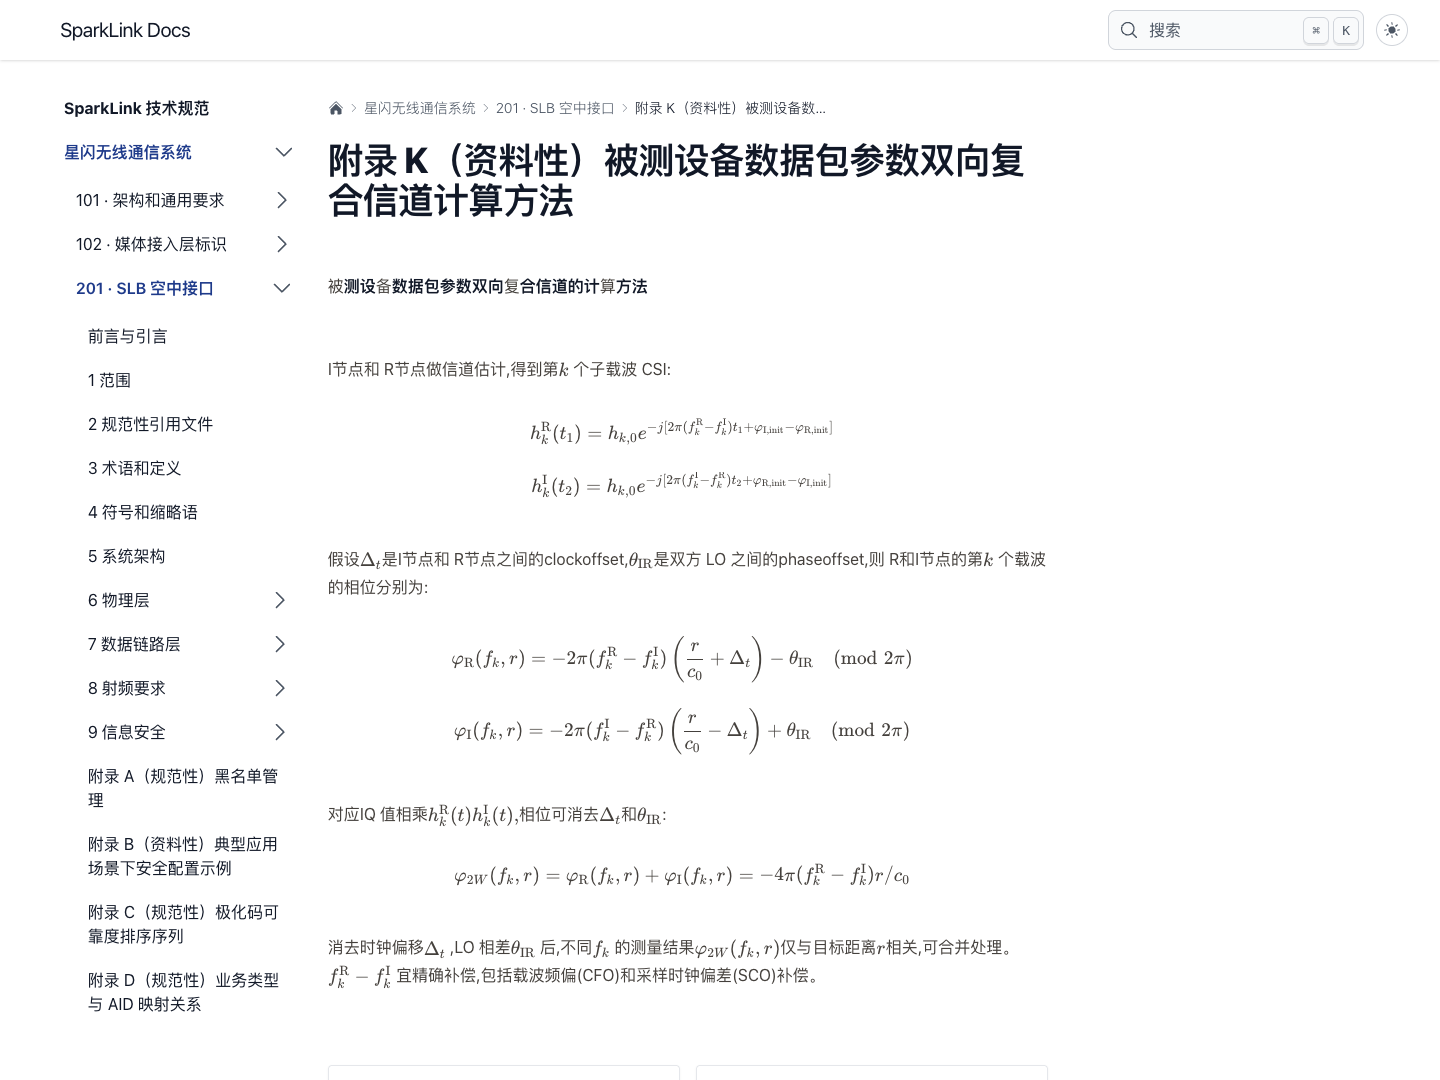 SparkLink Docs
搜索
⌘ K
SparkLink 技术规范
星闪无线通信系统
101 · 架构和通用要求
102 · 媒体接入层标识
201 · SLB 空中接口
前言与引言
1 范围
2 规范性引用文件
3 术语和定义
4 符号和缩略语
5 系统架构
6 物理层
7 数据链路层
8 射频要求
9 信息安全
附录 A（规范性）黑名单管
理
附录 B（资料性）典型应用
场景下安全配置示例
附录 C（规范性）极化码可
靠度排序序列
附录 D（规范性）业务类型
与 AID 映射关系
星闪无线通信系统 201 · SLB 空中接口 附录 K（资料性）被测设备数...
附录 K（资料性）被测设备数据包参数双向复
合信道计算方法
被测设备数据包参数双向复合信道的计算方法
I节点和 R节点做信道估计,得到第k 个子载波 CSI:
h_k^R(t_1) = h_{k,0}e^{-j[2π(f_k^R−f_k^I)t_1+φ_{I,init}−φ_{R,init}]}
h_k^I(t_2) = h_{k,0}e^{-j[2π(f_k^I−f_k^R)t_2+φ_{R,init}−φ_{I,init}]}
假设Δ_t是I节点和 R节点之间的clockoffset,θ_{IR}是双方 LO 之间的phaseoffset,则 R和I节点的第k 个载波
的相位分别为:
φ_R(f_k, r) = −2π(f_k^R − f_k^I)(r/c_0 + Δ_t) − θ_{IR} (mod 2π)
φ_I(f_k, r) = −2π(f_k^I − f_k^R)(r/c_0 − Δ_t) + θ_{IR} (mod 2π)
对应IQ 值相乘h_k^R(t)h_k^I(t),相位可消去Δ_t和θ_{IR}:
φ_{2W}(f_k, r) = φ_R(f_k, r) + φ_I(f_k, r) = −4π(f_k^R − f_k^I)r/c_0
消去时钟偏移Δ_t ,LO 相差θ_{IR} 后,不同f_k 的测量结果φ_{2W}(f_k, r)仅与目标距离r相关,可合并处理。
f_k^R − f_k^I 宜精确补偿,包括载波频偏(CFO)和采样时钟偏差(SCO)补偿。